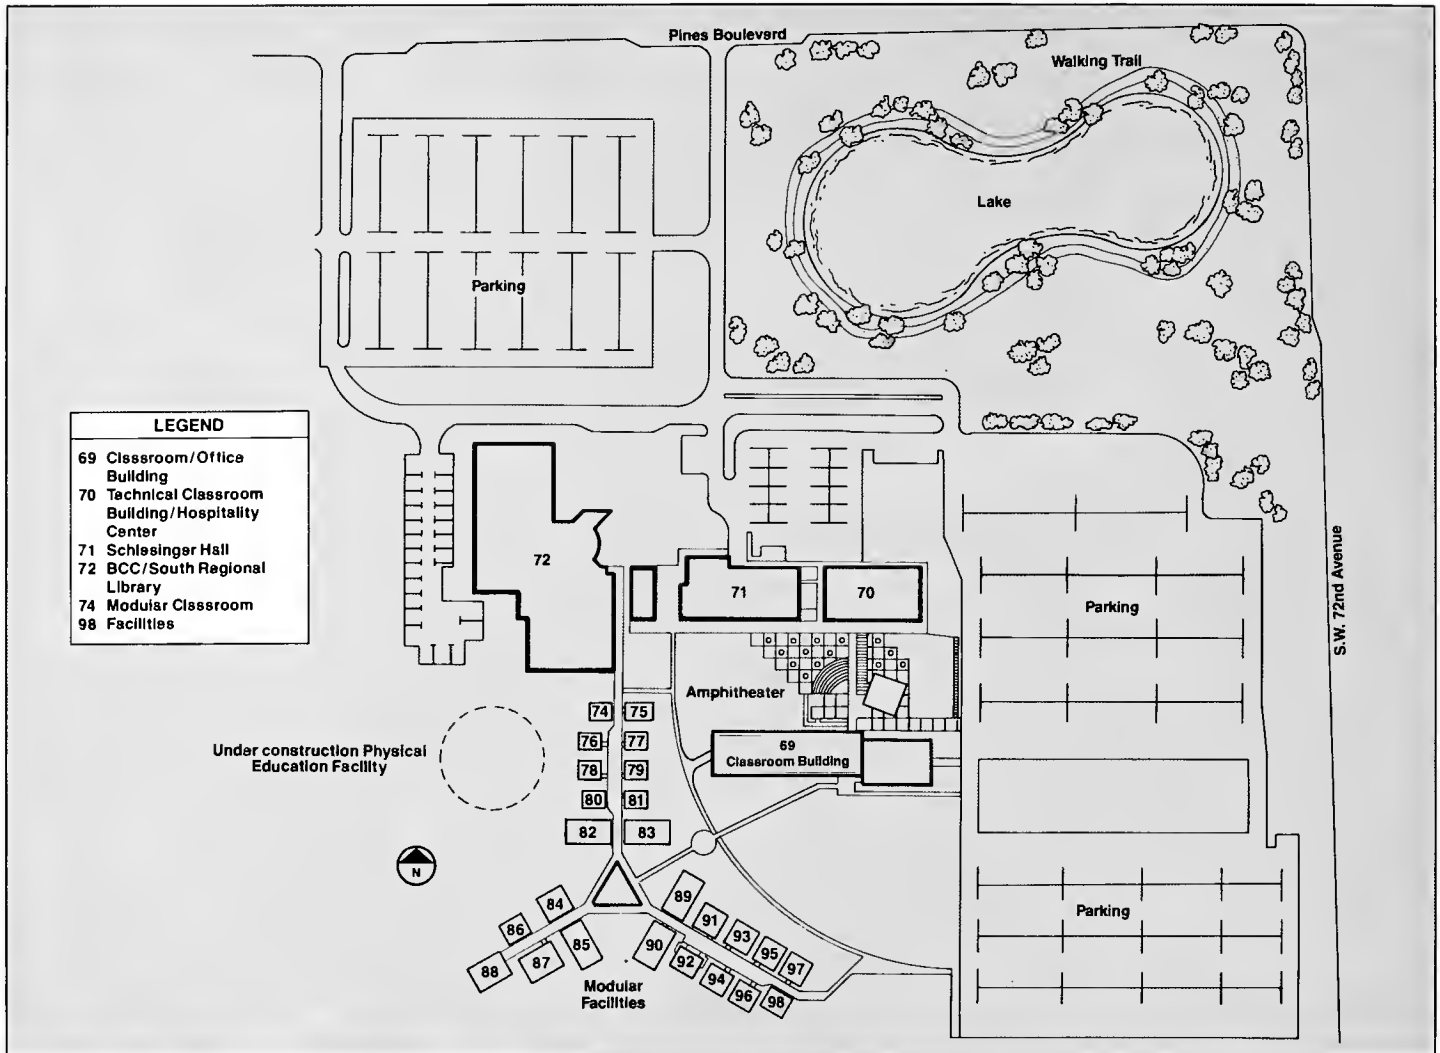 Pines Boulevard
Walking Trail
Lake
Parking
LEGEND
69 Classroom/Office
Building
70 Technical Classroom
Building/Hospitality
Center
71 Schlesinger Hall
72 BCC/South Regional
Library
74 Modular Classroom
98 Facilities
72
71
70
Parking
S.W. 72nd Avenue
Amphitheater
74
75
Under construction Physical
Education Facility
76
77
69
Classroom Building
78
79
80
81
82
83
N
84
89
86
91
93
85
90
95
97
88
87
92
94
96
98
Modular
Facilities
Parking